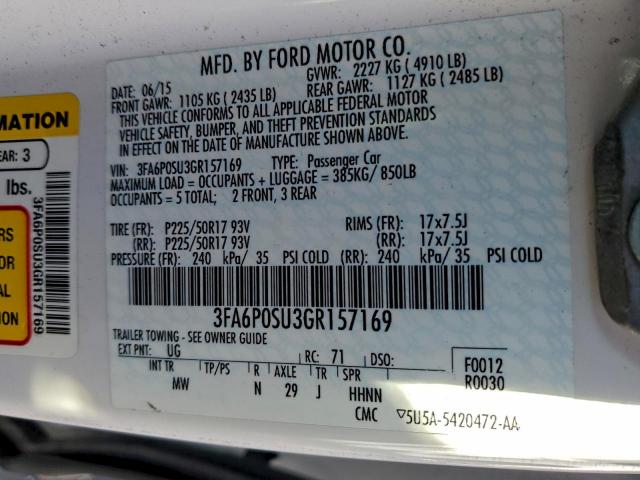 MFD. BY FORD MOTOR CO.
DATE: 06/15 GVWR: 2227 KG ( 4910 LB)
FRONT GAWR: 1105 KG ( 2435 LB) REAR GAWR: 1127 KG ( 2485 LB)
THIS VEHICLE CONFORMS TO ALL APPLICABLE FEDERAL MOTOR
VEHICLE SAFETY, BUMPER, AND THEFT PREVENTION STANDARDS
IN EFFECT ON THE DATE OF MANUFACTURE SHOWN ABOVE.
VIN: 3FA6P0SU3GR157169 TYPE: Passenger Car
MAXIMUM LOAD = OCCUPANTS + LUGGAGE = 385KG/ 850LB
OCCUPANTS = 5 TOTAL; 2 FRONT, 3 REAR
TIRE (FR): P225/50R17 93V RIMS (FR): 17x7.5J
(RR): P225/50R17 93V (RR): 17x7.5J
PRESSURE (FR): 240 kPa/ 35 PSI COLD (RR): 240 kPa/ 35 PSI COLD
3FA6P0SU3GR157169
TRAILER TOWING - SEE OWNER GUIDE
EXT PNT: UG RC: 71 DSO: F0012
R0030
INT TR TP/PS R AXLE TR SPR
MW N 29 J HHNN
CMC ▽5U5A-5420472-AA
MATION
EAR: 3
lbs.
RS
OR
AL
ON
3FA6P0SU3GR157169